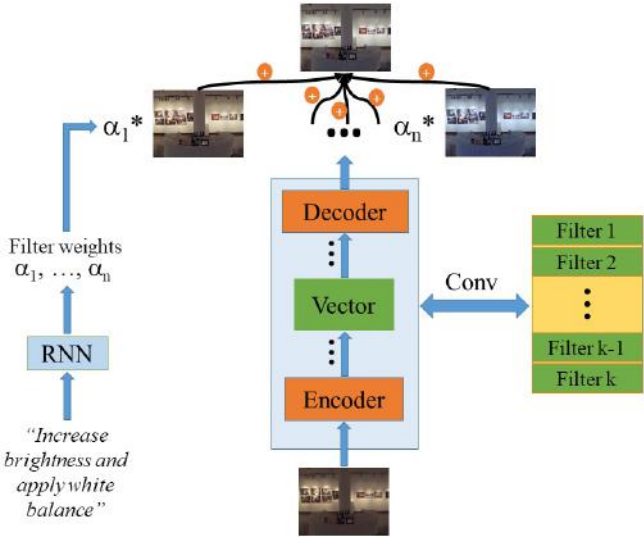 α₁*
αₙ*
Decoder
Filter weights
α₁, ..., αₙ
Vector
Conv
Filter 1
Filter 2
Filter k-1
Filter k
RNN
Encoder
“Increase
brightness and
apply white
balance”